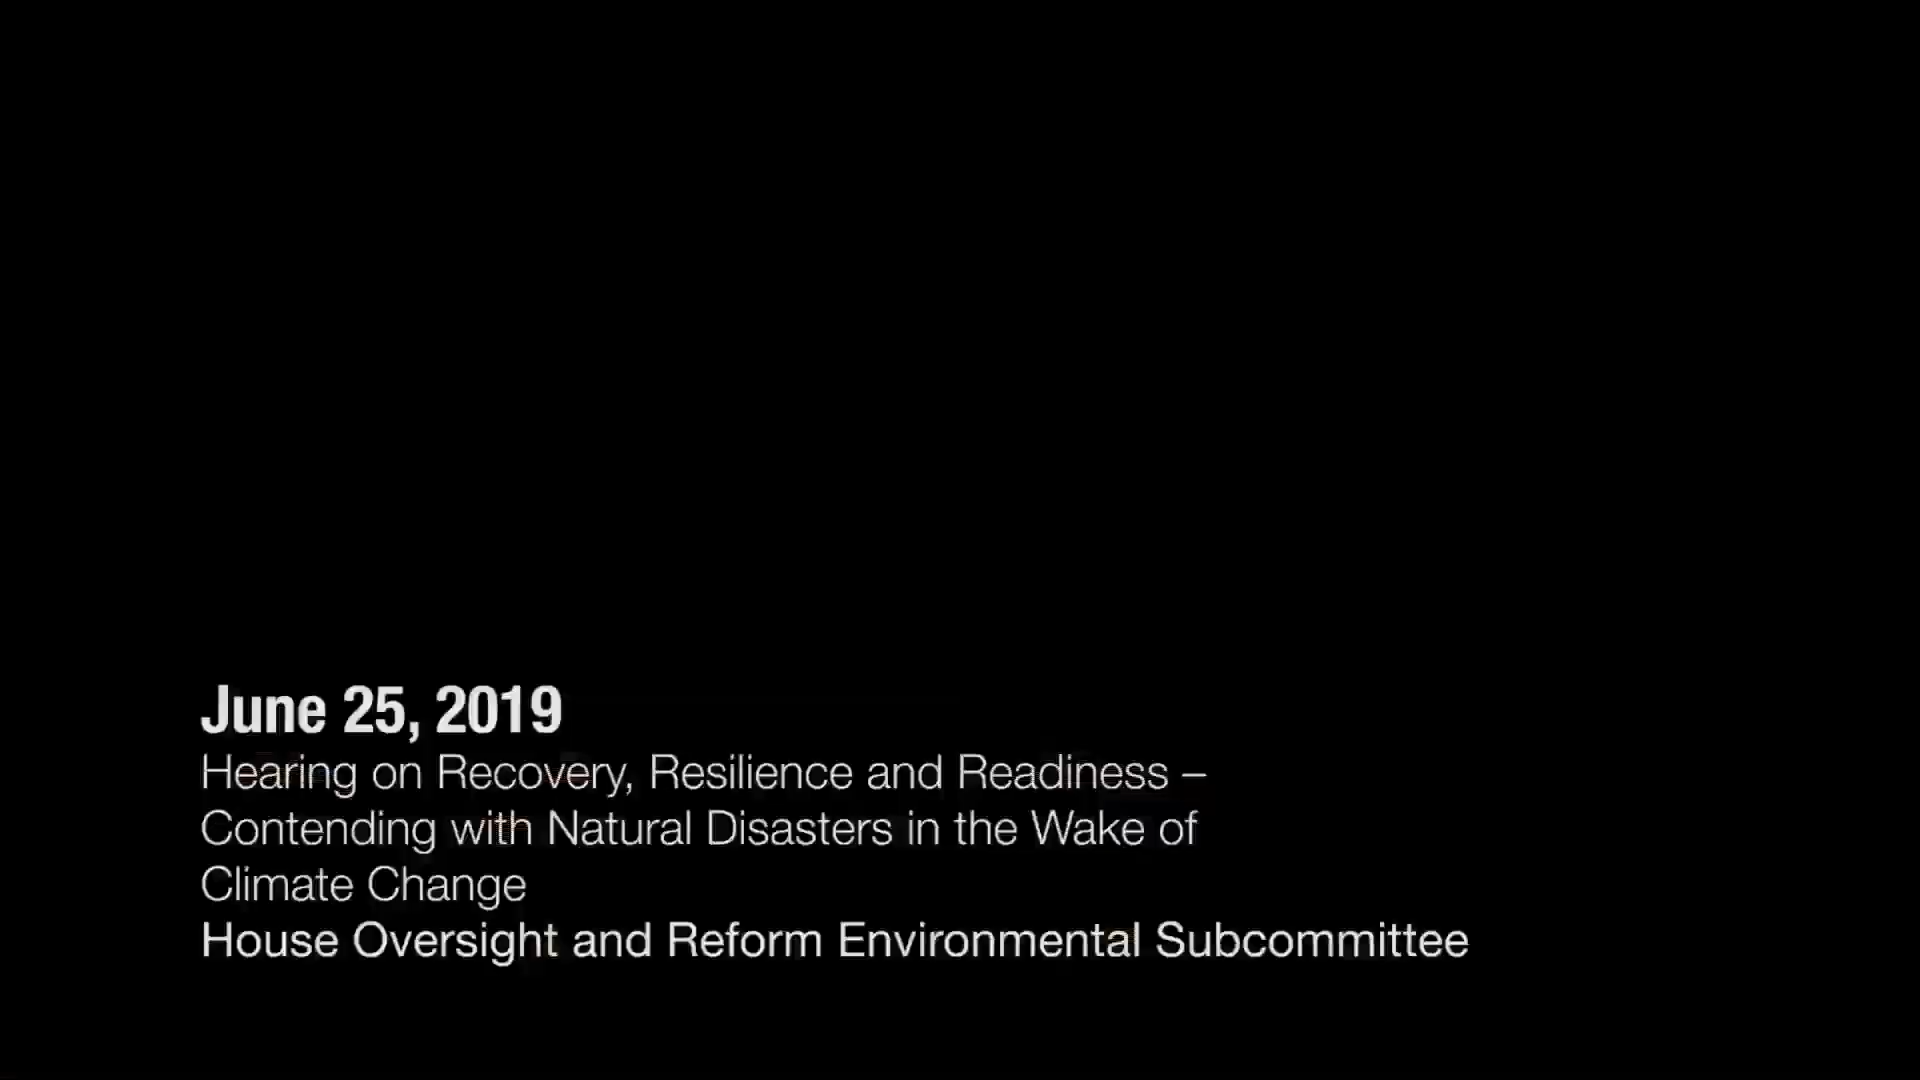 June 25, 2019
Hearing on Recovery, Resilience and Readiness –
Contending with Natural Disasters in the Wake of
Climate Change
House Oversight and Reform Environmental Subcommittee